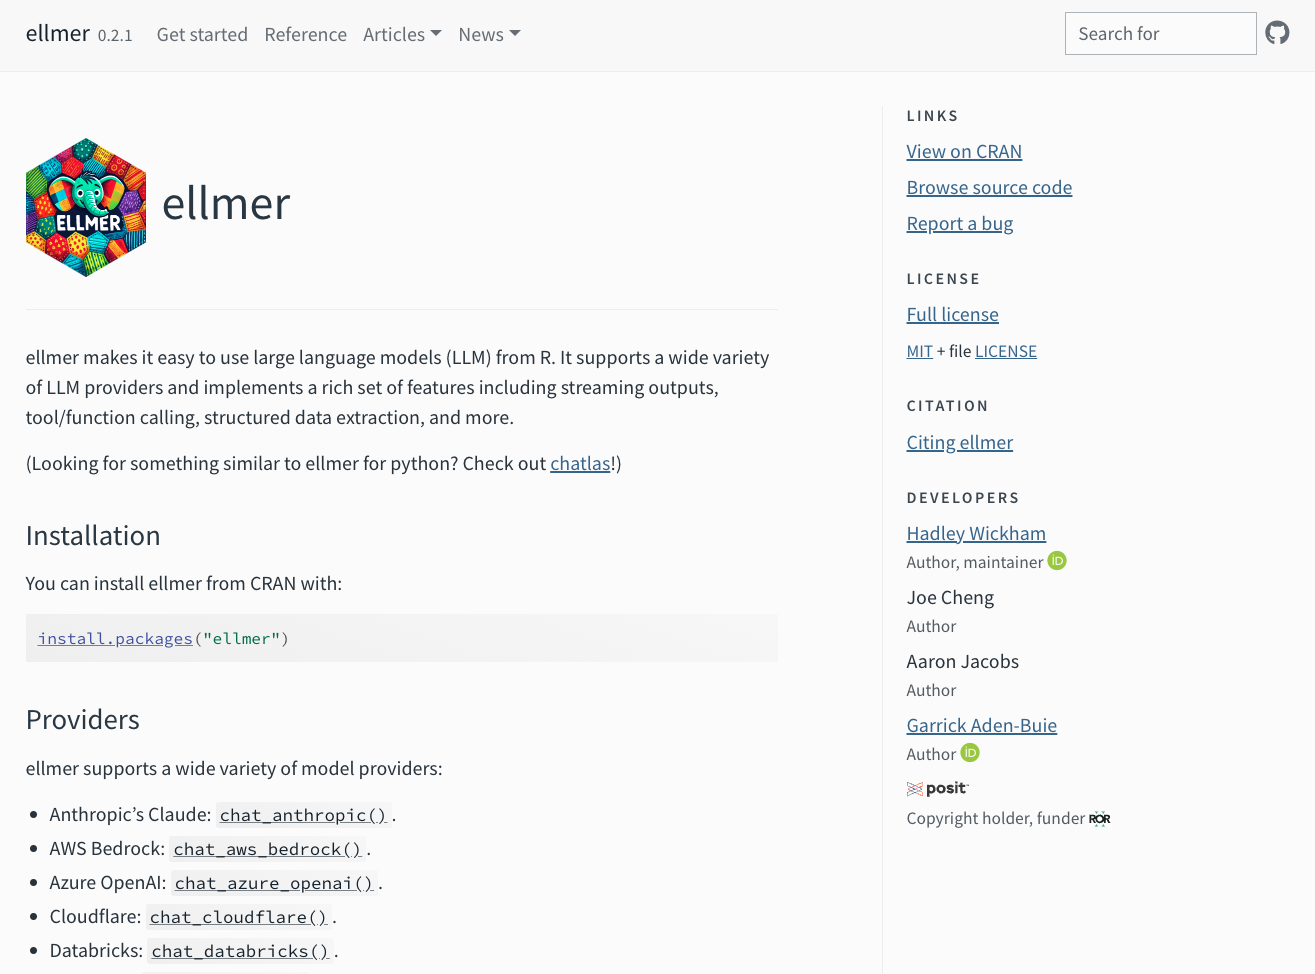 ellmer 0.2.1 Get started Reference Articles News Search for
ELLMER
ellmer
ellmer makes it easy to use large language models (LLM) from R. It supports a wide variety
of LLM providers and implements a rich set of features including streaming outputs,
tool/function calling, structured data extraction, and more.
(Looking for something similar to ellmer for python? Check out chatlas!)
Installation
You can install ellmer from CRAN with:
install.packages("ellmer")
Providers
ellmer supports a wide variety of model providers:
• Anthropic’s Claude: chat_anthropic() .
• AWS Bedrock: chat_aws_bedrock() .
• Azure OpenAI: chat_azure_openai() .
• Cloudflare: chat_cloudflare() .
• Databricks: chat_databricks() .
LINKS
View on CRAN
Browse source code
Report a bug
LICENSE
Full license
MIT + file LICENSE
CITATION
Citing ellmer
DEVELOPERS
Hadley Wickham
Author, maintainer iD
Joe Cheng
Author
Aaron Jacobs
Author
Garrick Aden-Buie
Author iD
posit
Copyright holder, funder ROR